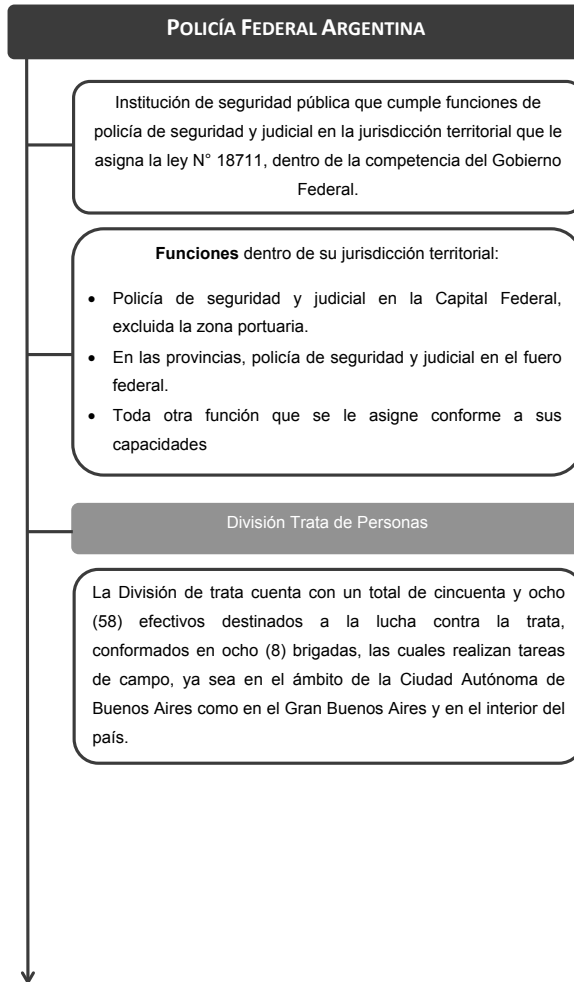 POLICÍA FEDERAL ARGENTINA
Institución de seguridad pública que cumple funciones de
policía de seguridad y judicial en la jurisdicción territorial que le
asigna la ley N° 18711, dentro de la competencia del Gobierno
Federal.
Funciones dentro de su jurisdicción territorial:
• Policía de seguridad y judicial en la Capital Federal,
excluida la zona portuaria.
• En las provincias, policía de seguridad y judicial en el fuero
federal.
• Toda otra función que se le asigne conforme a sus
capacidades
División Trata de Personas
La División de trata cuenta con un total de cincuenta y ocho
(58) efectivos destinados a la lucha contra la trata,
conformados en ocho (8) brigadas, las cuales realizan tareas
de campo, ya sea en el ámbito de la Ciudad Autónoma de
Buenos Aires como en el Gran Buenos Aires y en el interior del
país.